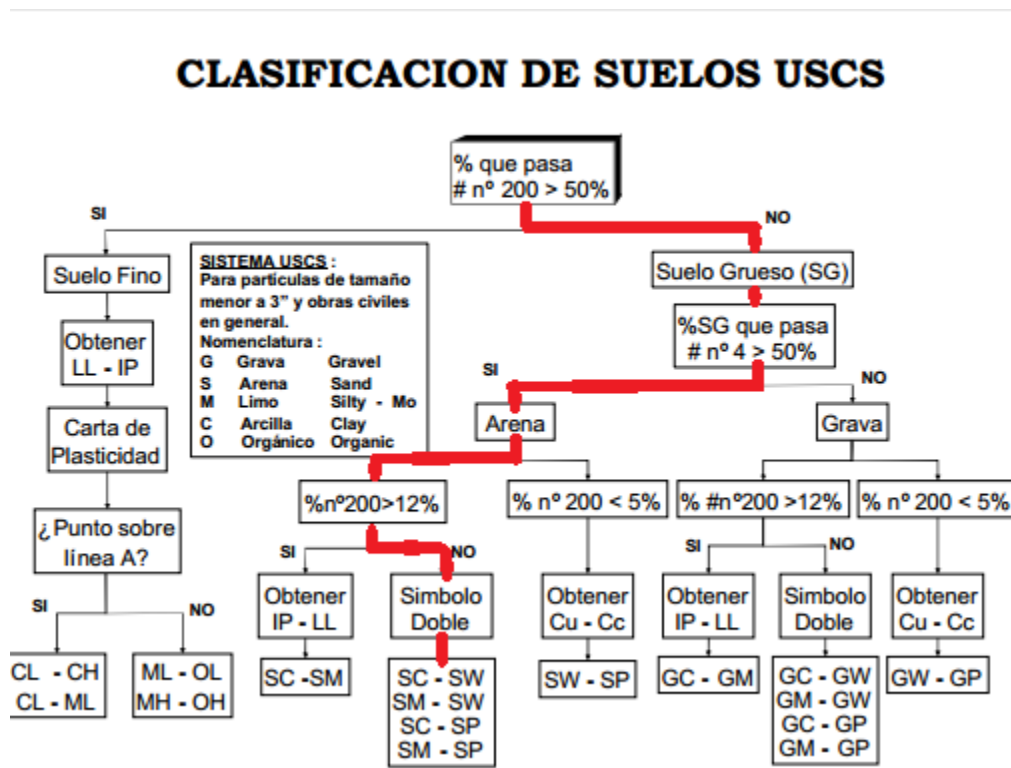 CLASIFICACION DE SUELOS USCS
% que pasa
# nº 200 > 50%
SI
NO
Suelo Fino
SISTEMA USCS :
Para particulas de tamaño
menor a 3” y obras civiles
en general.
Nomenclatura :
G Grava Gravel
S Arena Sand
M Limo Silty - Mo
C Arcilla Clay
O Orgánico Organic
Suelo Grueso (SG)
Obtener
LL - IP
%SG que pasa
# nº 4 > 50%
SI
NO
Carta de
Plasticidad
Arena
Grava
¿Punto sobre
línea A?
%nº200>12%
% nº 200 < 5%
% #nº200 >12%
% nº 200 < 5%
SI
NO
SI
NO
SI
NO
Obtener
IP - LL
Simbolo
Doble
Obtener
Cu - Cc
Obtener
IP - LL
Simbolo
Doble
Obtener
Cu - Cc
CL - CH
CL - ML
ML - OL
MH - OH
SC -SM
SC - SW
SM - SW
SC - SP
SM - SP
SW - SP
GC - GM
GC - GW
GM - GW
GC - GP
GM - GP
GW - GP